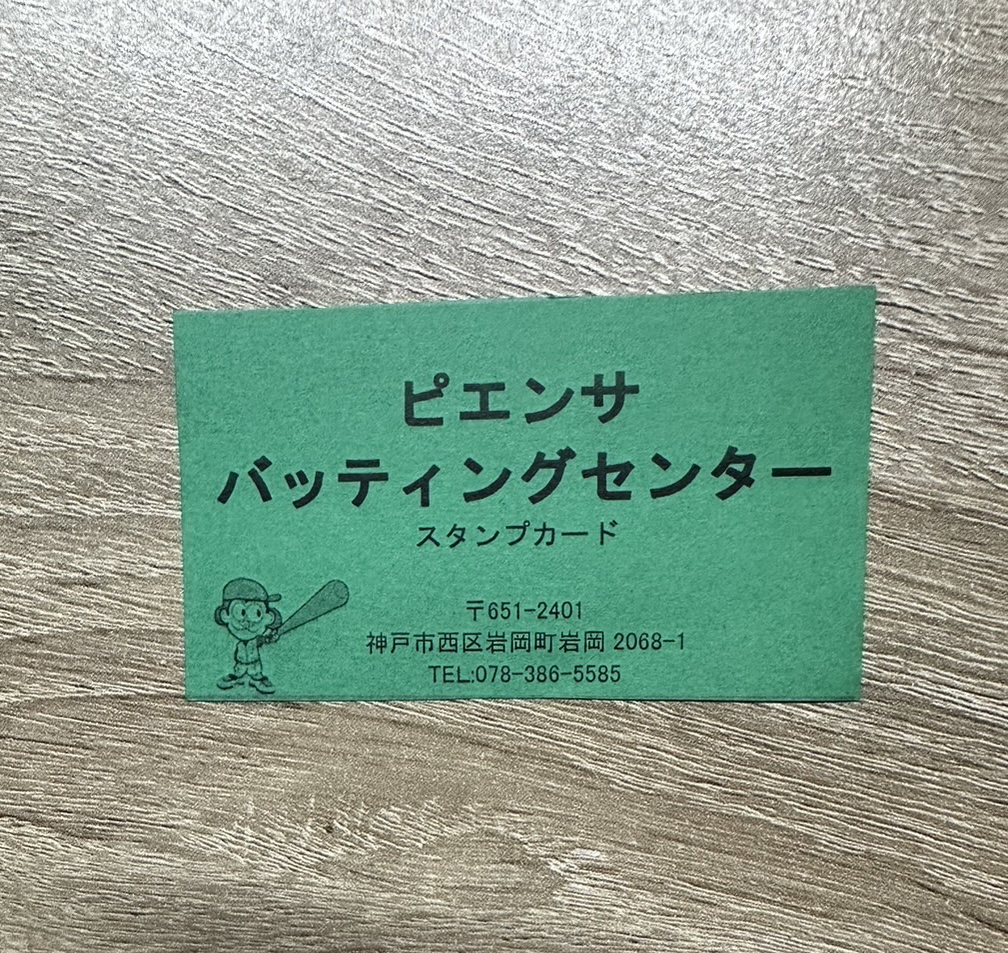 ピエンサ
バッティングセンター
スタンプカード
〒651-2401
神戸市西区岩岡町岩岡 2068-1
TEL:078-386-5585